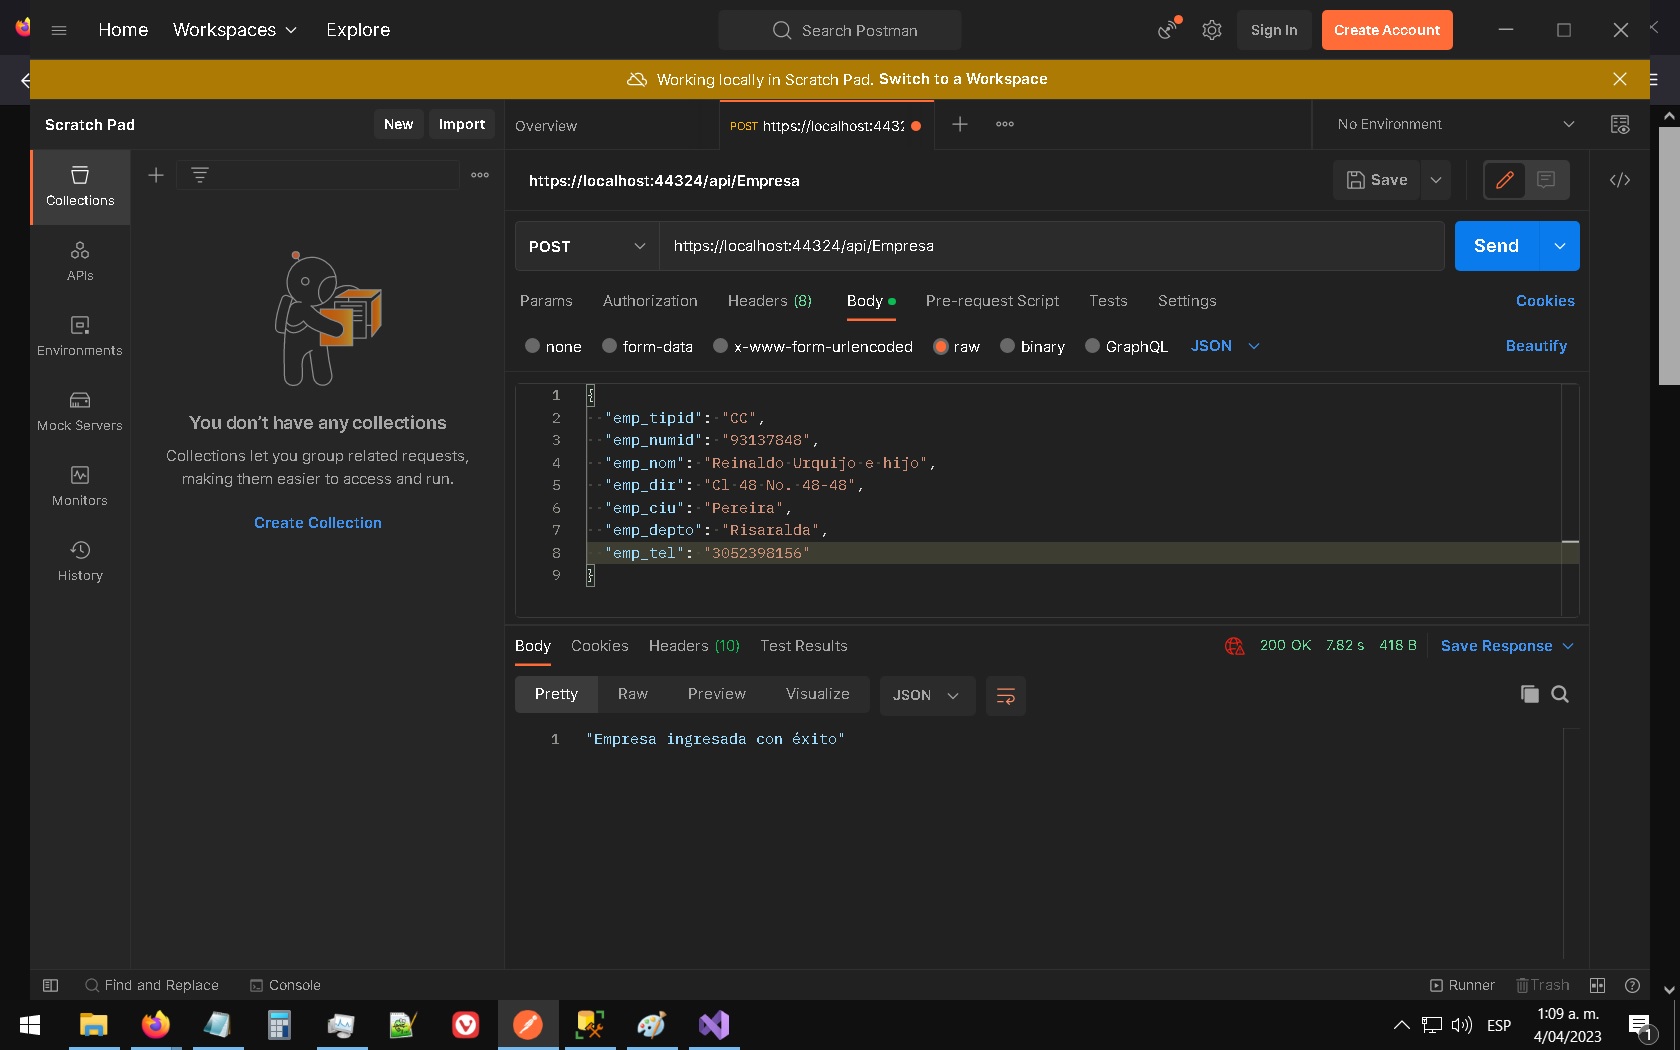 Home Workspaces Explore Search Postman Sign In Create Account
Working locally in Scratch Pad. Switch to a Workspace
Scratch Pad New Import Overview POST https://localhost:4432 No Environment
Collections
APIs
Environments
Mock Servers
Monitors
History
You don't have any collections
Collections let you group related requests,
making them easier to access and run.
Create Collection
https://localhost:44324/api/Empresa Save
POST https://localhost:44324/api/Empresa Send
Params Authorization Headers (8) Body Pre-request Script Tests Settings Cookies
none form-data x-www-form-urlencoded raw binary GraphQL JSON Beautify
1 {
2 "emp_tipid": "CC",
3 "emp_numid": "93137848",
4 "emp_nom": "Reinaldo Urquijo e hijo",
5 "emp_dir": "Cl 48 No. 48-48",
6 "emp_ciu": "Pereira",
7 "emp_depto": "Risaralda",
8 "emp_tel": "3052398156"
9 }
Body Cookies Headers (10) Test Results 200 OK 7.82 s 418 B Save Response
Pretty Raw Preview Visualize JSON
1 "Empresa ingresada con éxito"
Find and Replace Console Runner Trash
ESP 1:09 a. m.
4/04/2023 1